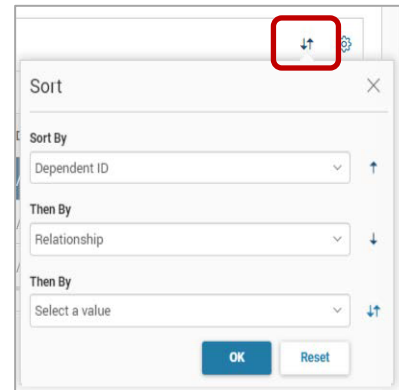 Sort
Sort By
Dependent ID
Then By
Relationship
Then By
Select a value
OK Reset